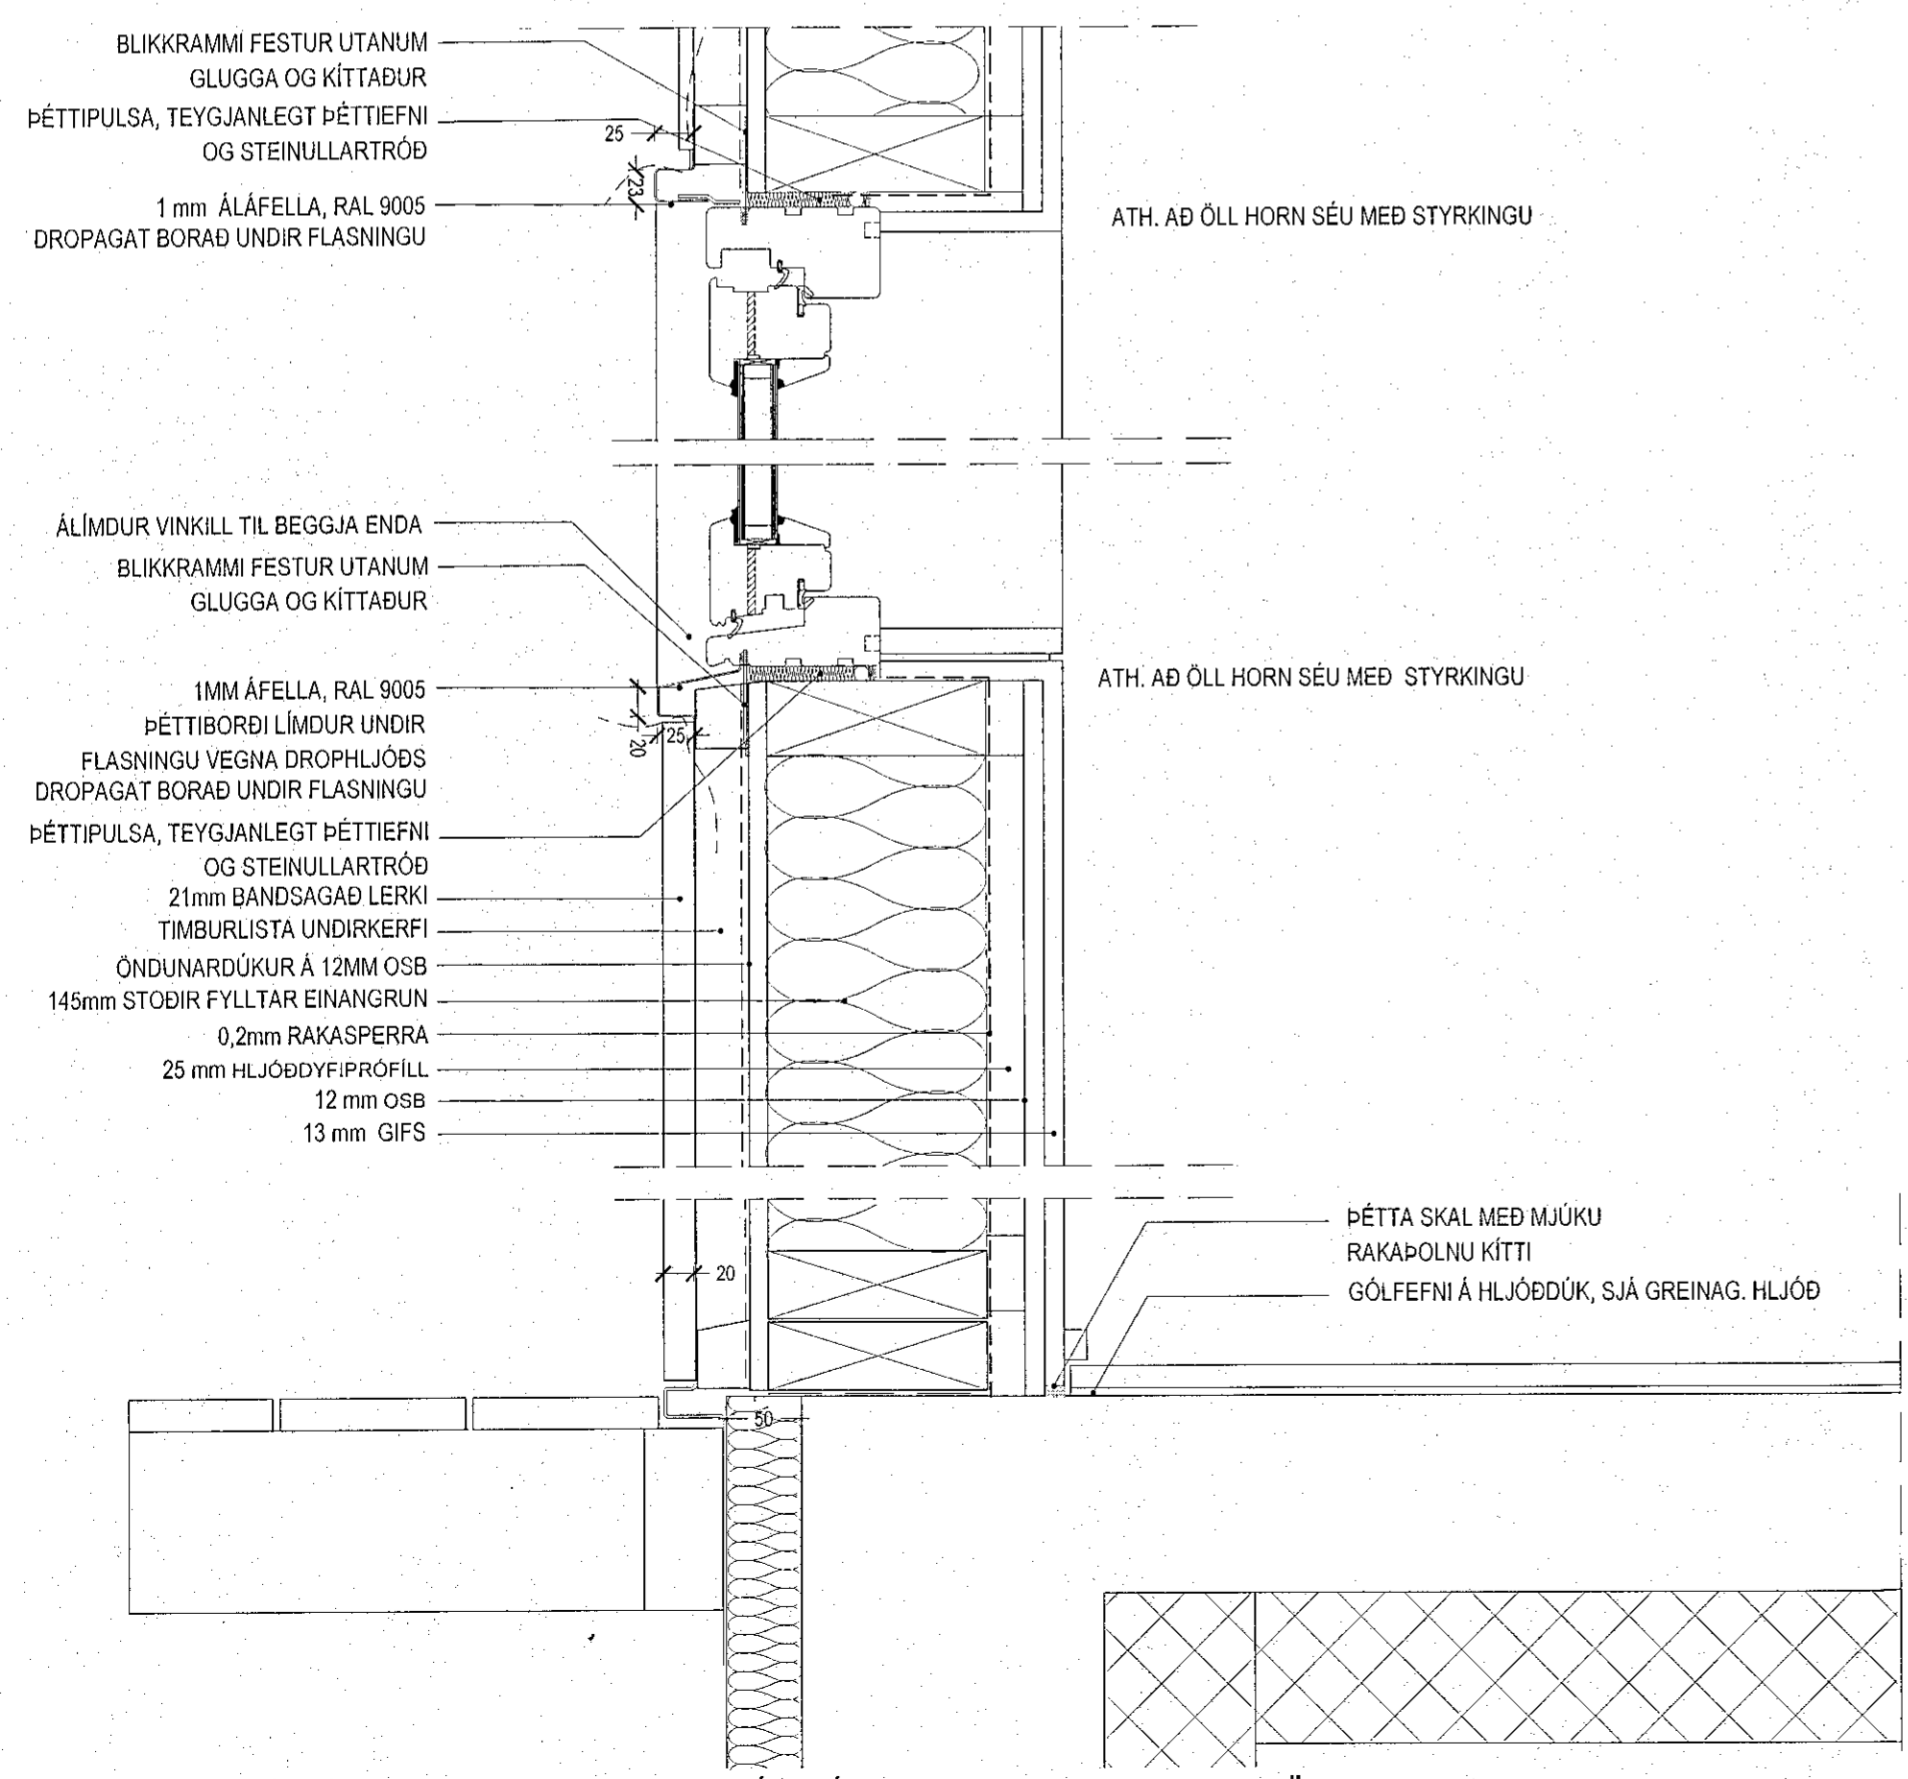 BLIKKRAMMI FESTUR UTANUM
GLUGGA OG KÍTTAÐUR
ÞÉTTIPULSA, TEYGJANLEGT ÞÉTTIEFNI
OG STEINULLARTRÓÐ
25
23
1 mm ÁLÁFELLA, RAL 9005
DROPAGAT BORAÐ UNDIR FLASNINGU
ATH. AÐ ÖLL HORN SÉU MEÐ STYRKINGU
ÁLÍMDUR VINKILL TIL BEGGJA ENDA
BLIKKRAMMI FESTUR UTANUM
GLUGGA OG KÍTTAÐUR
ATH. AÐ ÖLL HORN SÉU MEÐ STYRKINGU
1MM ÁFELLA, RAL 9005
ÞÉTTIBORÐI LÍMDUR UNDIR
FLASNINGU VEGNA DROPHLJÓÐS
DROPAGAT BORAÐ UNDIR FLASNINGU
20
25
ÞÉTTIPULSA, TEYGJANLEGT ÞÉTTIEFNI
OG STEINULLARTRÓÐ
21mm BANDSAGAÐ LERKI
TIMBURLISTA UNDIRKERFI
ÖNDUNARDÚKUR Á 12MM OSB
145mm STOÐIR FYLLTAR EINANGRUN
0,2mm RAKASPERRA
25 mm HLJÓÐDYFIPRÓFÍLL
12 mm OSB
13 mm GIFS
ÞÉTTA SKAL MEÐ MJÚKU
RAKAÞOLNU KÍTTI
GÓLFEFNI Á HLJÓÐDÚK, SJÁ GREINAG. HLJÓÐ
20
50